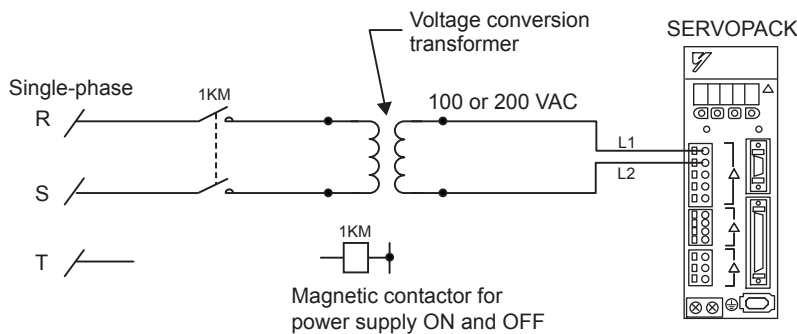 Voltage conversion
transformer
SERVOPACK
Single-phase
1KM
100 or 200 VAC
R
L1
L2
S
T
1KM
Magnetic contactor for
power supply ON and OFF